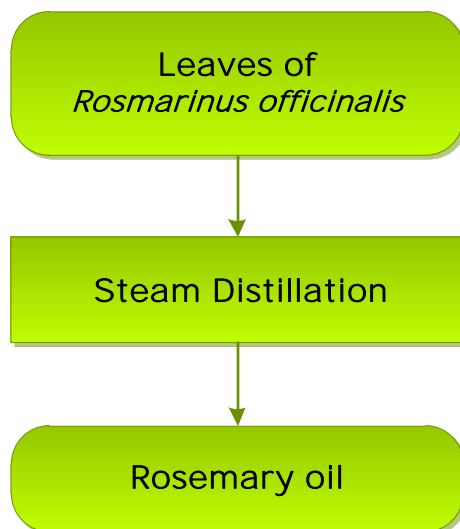 Leaves of
Rosmarinus officinalis
Steam Distillation
Rosemary oil